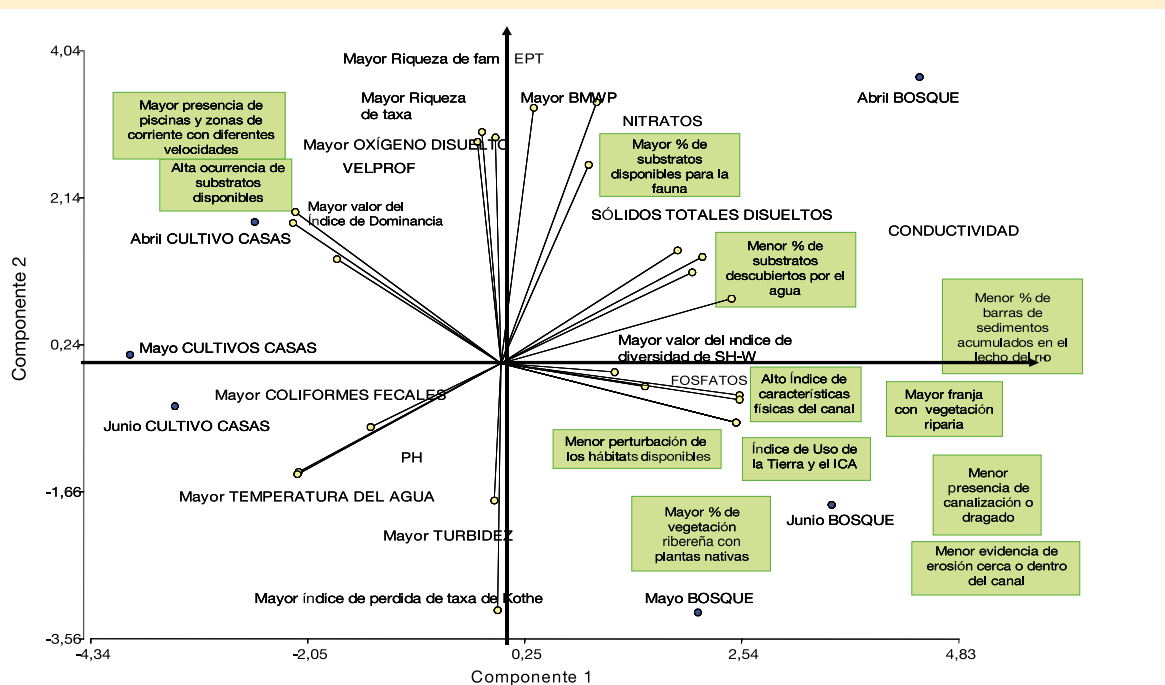 4,04
Mayor Riqueza de fam EPT
Mayor Riqueza
de taxa
Mayor BMWP
Abril BOSQUE
Mayor presencia de
piscinas y zonas de
corriente con diferentes
velocidades
NITRATOS
Mayor OXÍGENO DISUELTO
Mayor % de
substratos
disponibles para la
fauna
VELPROF
Alta ocurrencia de
substratos
disponibles
2,14
Mayor valor del
Índice de Dominancia
SÓLIDOS TOTALES DISUELTOS
Abril CULTIVO CASAS
CONDUCTIVIDAD
Menor % de
substratos
descubiertos por el
agua
Componente 2
Menor % de
barras de
sedimentos
acumulados en el
lecho del río
0,24
Mayo CULTIVOS CASAS
Mayor valor del índice de
diversidad de SH-W
FOSFATOS
Alto Índice de
características
físicas del canal
Mayor COLIFORMES FECALES
Mayor franja
con vegetación
riparia
Junio CULTIVO CASAS
Menor perturbación de
los hábitats disponibles
Índice de Uso de
la Tierra y el ICA
PH
Menor
presencia de
canalización o
dragado
-1,66
Mayor TEMPERATURA DEL AGUA
Mayor % de
vegetación
ribereña con
plantas nativas
Junio BOSQUE
Mayor TURBIDEZ
Menor evidencia de
erosión cerca o dentro
del canal
Mayor índice de perdida de taxa de Kothe
Mayo BOSQUE
-3,56
-4,34
-2,05
0,25
2,54
4,83
Componente 1